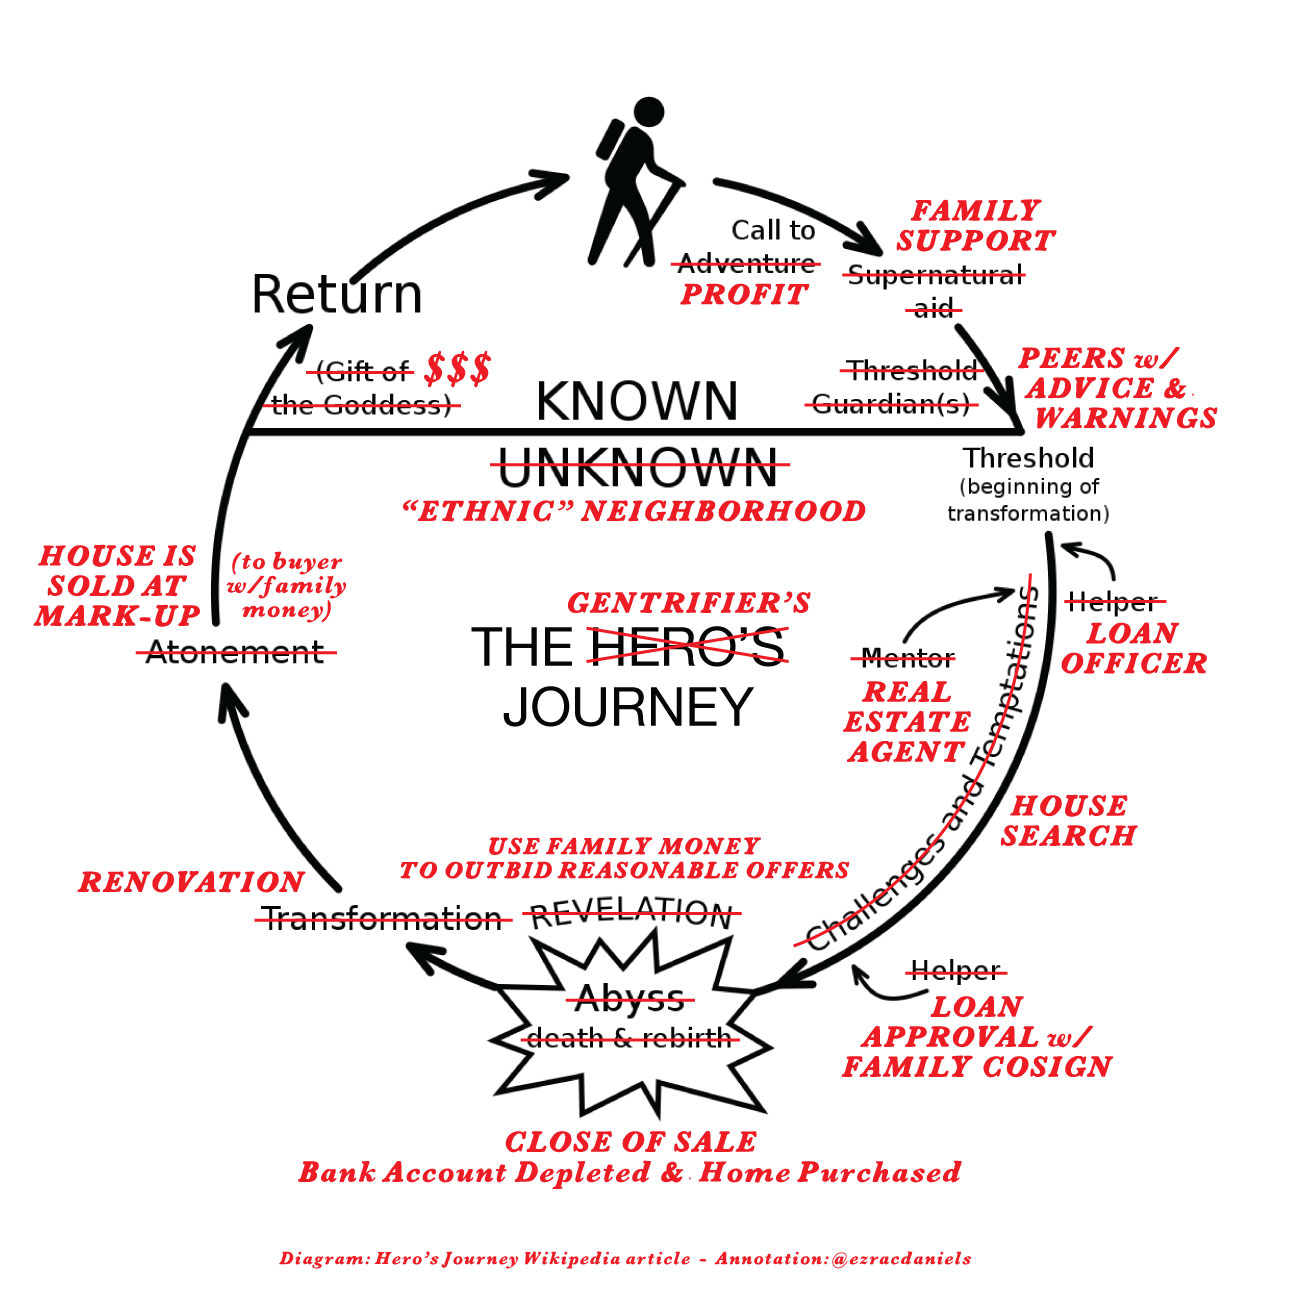 Call to
Adventure
PROFIT
FAMILY
SUPPORT
Supernatural
aid
Return
(Gift of $$$
the Goddess)
KNOWN
Threshold
Guardian(s)
PEERS w/
ADVICE &
WARNINGS
UNKNOWN
"ETHNIC" NEIGHBORHOOD
Threshold
(beginning of
transformation)
HOUSE IS
SOLD AT
MARK-UP
(to buyer
w/family
money)
Atonement
GENTRIFIER'S
THE HERO'S
JOURNEY
Helper
LOAN
OFFICER
Mentor
REAL
ESTATE
AGENT
Challenges and Temptations
HOUSE
SEARCH
USE FAMILY MONEY
TO OUTBID REASONABLE OFFERS
RENOVATION
Transformation
REVELATION
Abyss
death & rebirth
Helper
LOAN
APPROVAL w/
FAMILY COSIGN
CLOSE OF SALE
Bank Account Depleted & Home Purchased
Diagram: Hero's Journey Wikipedia article - Annotation: @ezracdaniels